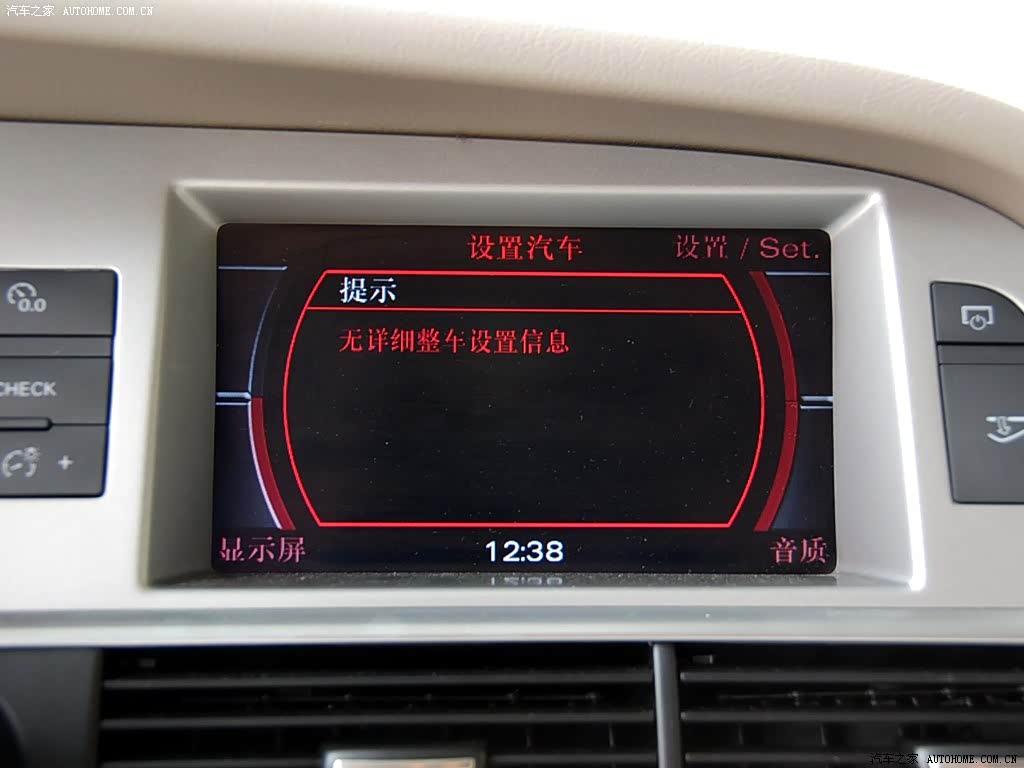 汽车之家 AUTOHOME.COM.CN
设置汽车
设置 / Set.
提示
0.0
无详细整车设置信息
CHECK
+
显示屏
12:38
音质
汽车之家 AUTOHOME.COM.CN